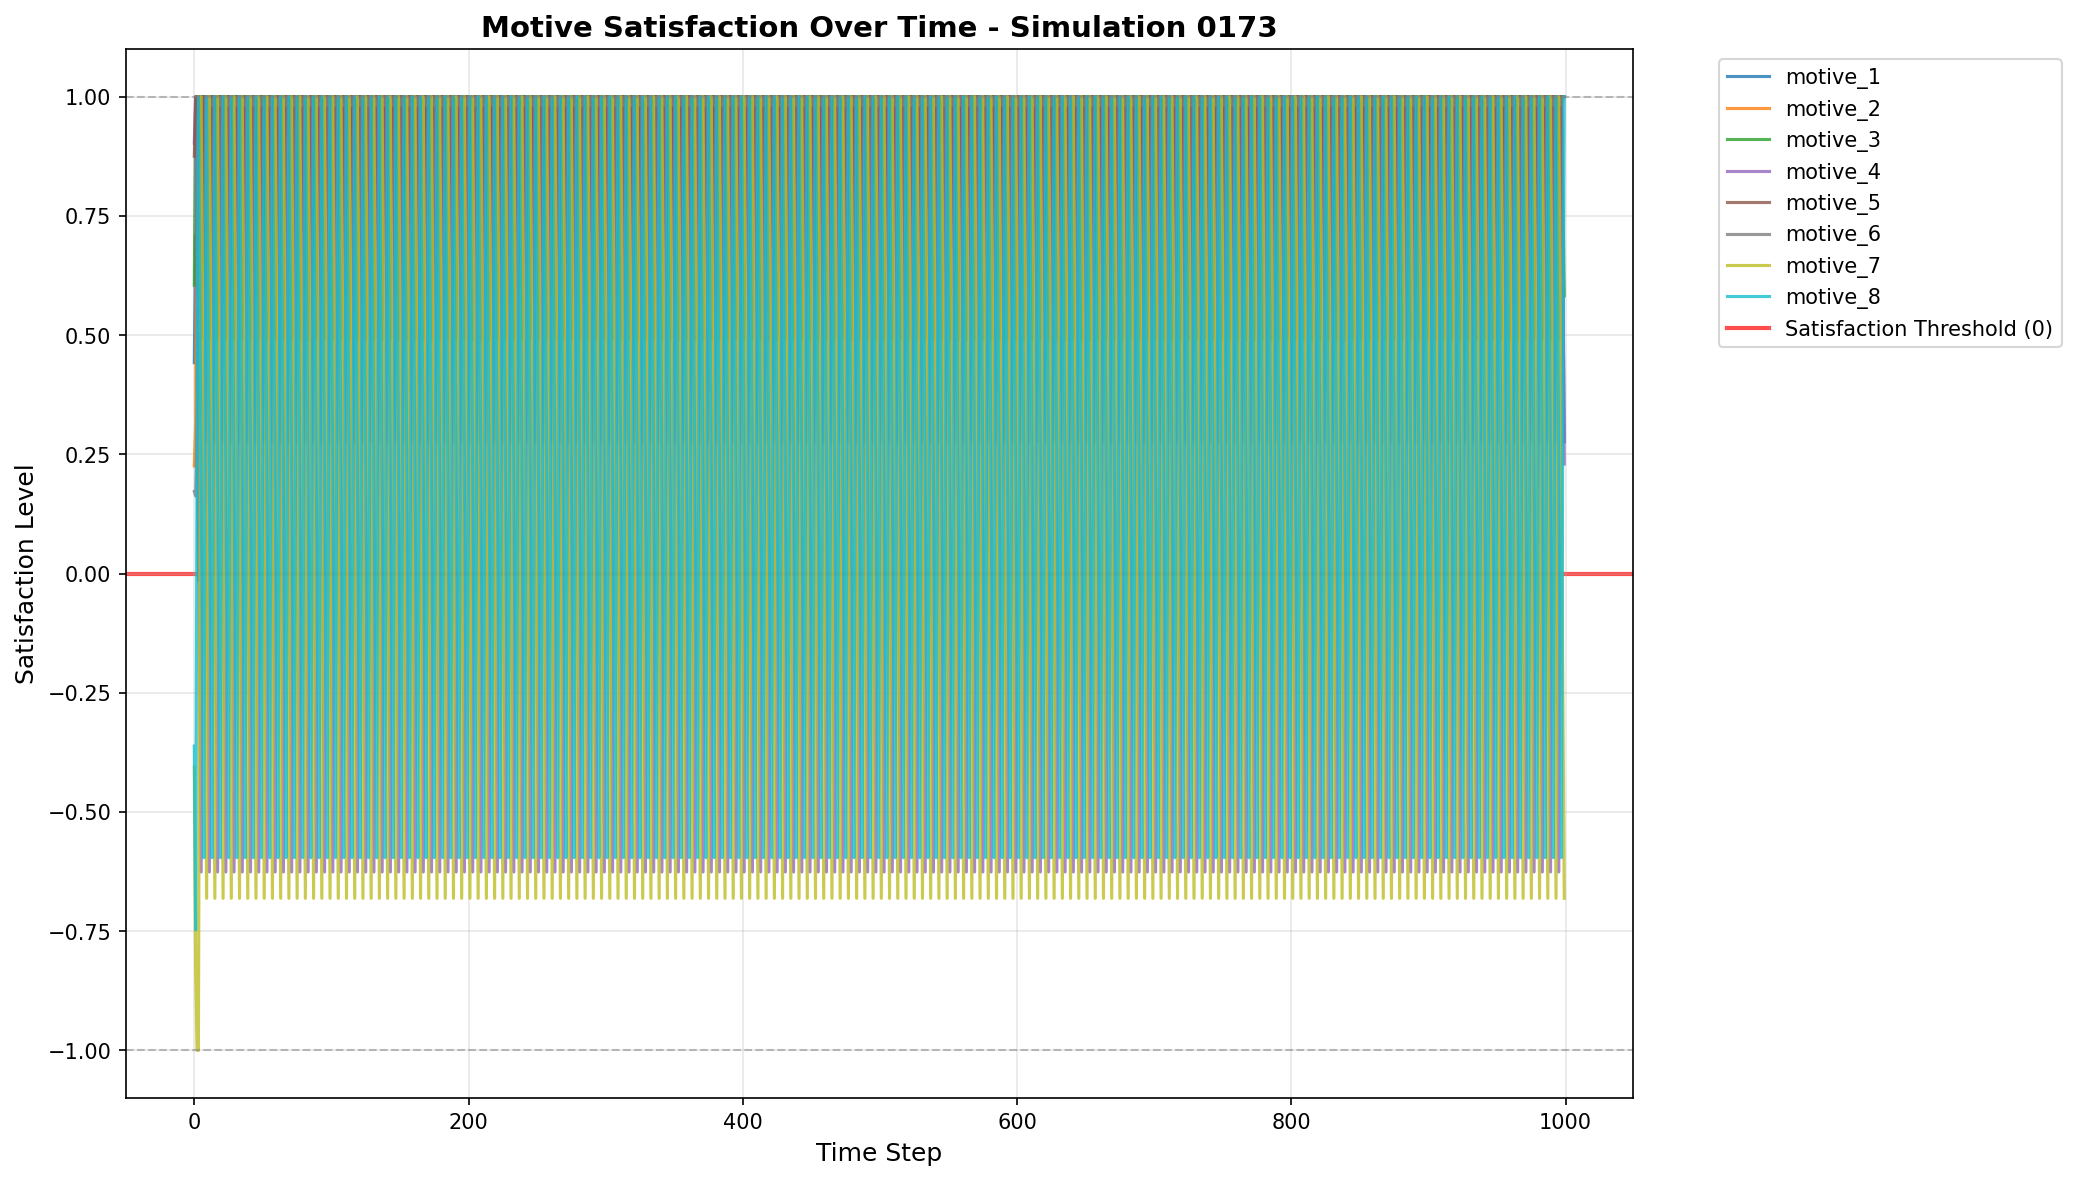 Motive Satisfaction Over Time - Simulation 0173
1.00
0.75
0.50
0.25
0.00
−0.25
−0.50
−0.75
−1.00
Satisfaction Level
0
200
400
600
800
1000
Time Step
motive_1
motive_2
motive_3
motive_4
motive_5
motive_6
motive_7
motive_8
Satisfaction Threshold (0)